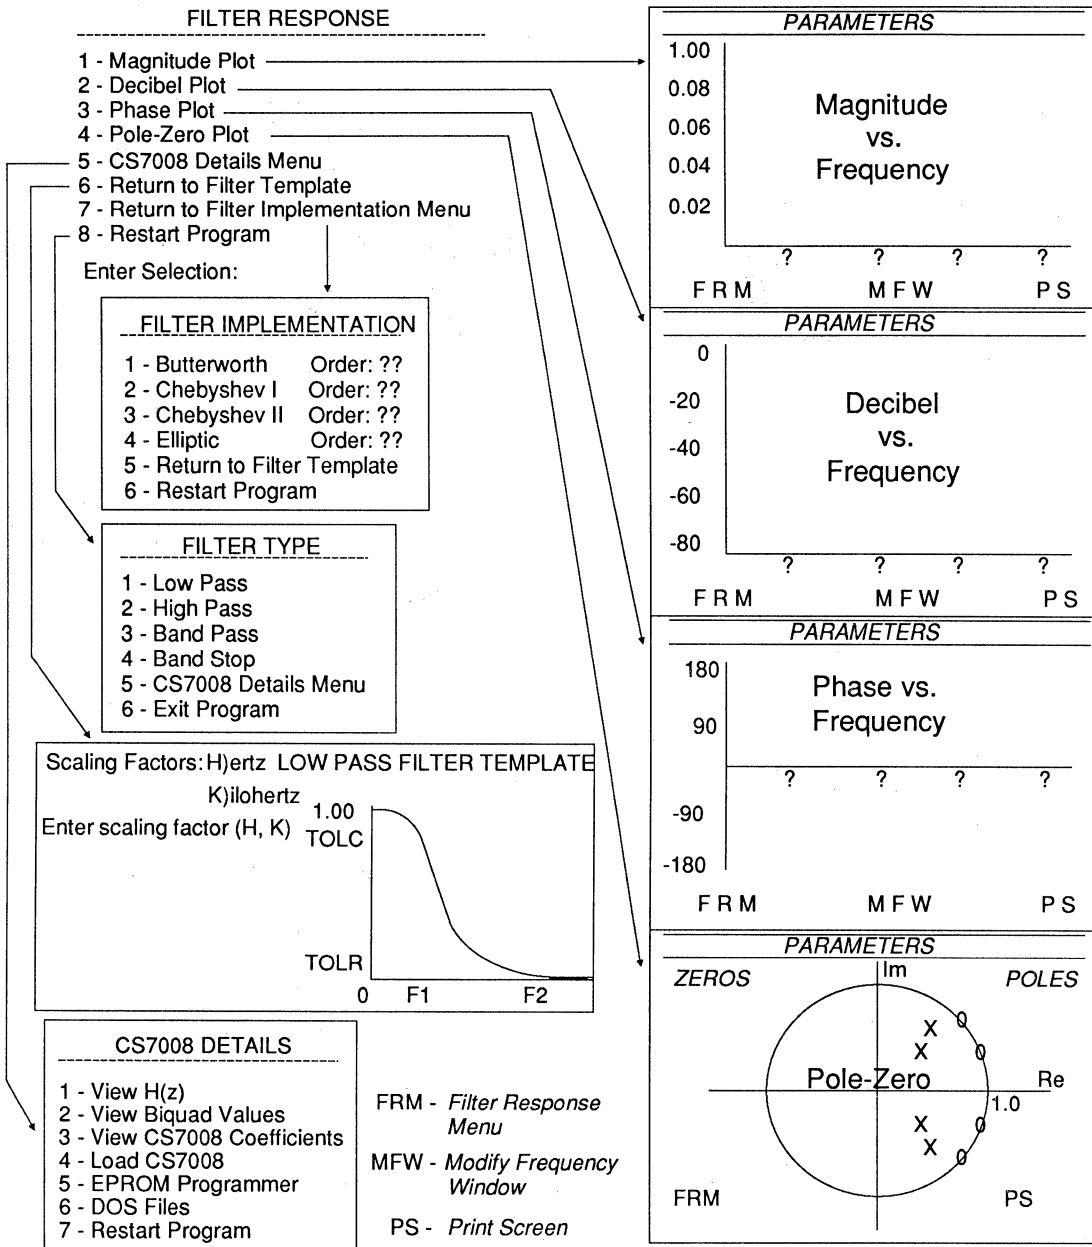 FILTER RESPONSE
1 - Magnitude Plot
2 - Decibel Plot
3 - Phase Plot
4 - Pole-Zero Plot
5 - CS7008 Details Menu
6 - Return to Filter Template
7 - Return to Filter Implementation Menu
8 - Restart Program
Enter Selection:
FILTER IMPLEMENTATION
1 - Butterworth Order: ??
2 - Chebyshev I Order: ??
3 - Chebyshev II Order: ??
4 - Elliptic Order: ??
5 - Return to Filter Template
6 - Restart Program
FILTER TYPE
1 - Low Pass
2 - High Pass
3 - Band Pass
4 - Band Stop
5 - CS7008 Details Menu
6 - Exit Program
Scaling Factors: H)ertz LOW PASS FILTER TEMPLATE
K)ilohertz
Enter scaling factor (H, K)
1.00
TOLC
TOLR
0 F1 F2
CS7008 DETAILS
1 - View H(z)
2 - View Biquad Values
3 - View CS7008 Coefficients
4 - Load CS7008
5 - EPROM Programmer
6 - DOS Files
7 - Restart Program
FRM - Filter Response
Menu
MFW - Modify Frequency
Window
PS - Print Screen
PARAMETERS
1.00
0.08
0.06
0.04
0.02
Magnitude
vs.
Frequency
? ? ? ?
F R M M F W P S
PARAMETERS
0
-20
-40
-60
-80
Decibel
vs.
Frequency
? ? ? ?
F R M M F W P S
PARAMETERS
180
90
-90
-180
Phase vs.
Frequency
? ? ? ?
F R M M F W P S
PARAMETERS
ZEROS Im POLES
X 0
X 0
Pole-Zero Re
1.0
X 0
X 0
FRM PS